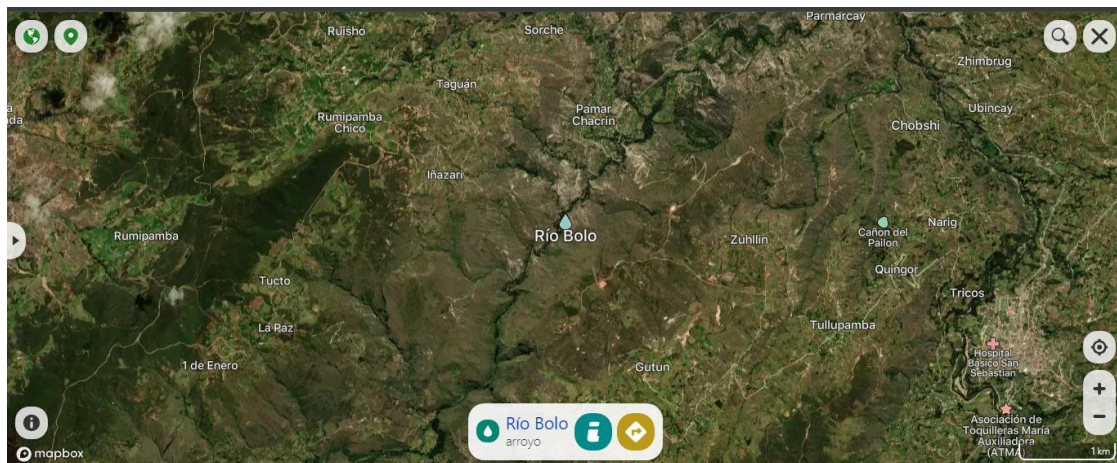 Parmarcay
Ruisho
Sorche
Zhimbrug
Taguán
Ubincay
Pamar
Chacrin
Rumipamba
Chico
Chobshi
Iñazari
Río Bolo
Rumipamba
Zuhllin
Cañon del
Pailon
Narig
Quingor
Tucto
Tricos
La Paz
Tullupamba
Hospital
Básico San
Sebastián
1 de Enero
Gutun
Río Bolo
arroyo
Asociación de
Toquilleras María
Auxiliadora
(ATMA)
1 km
mapbox